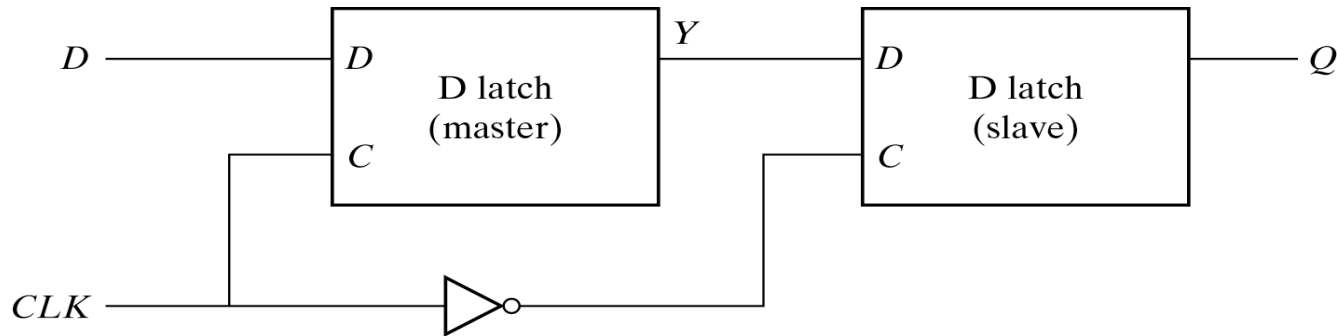 Y
D
D
D latch
(master)
C
D
D latch
(slave)
C
Q
CLK